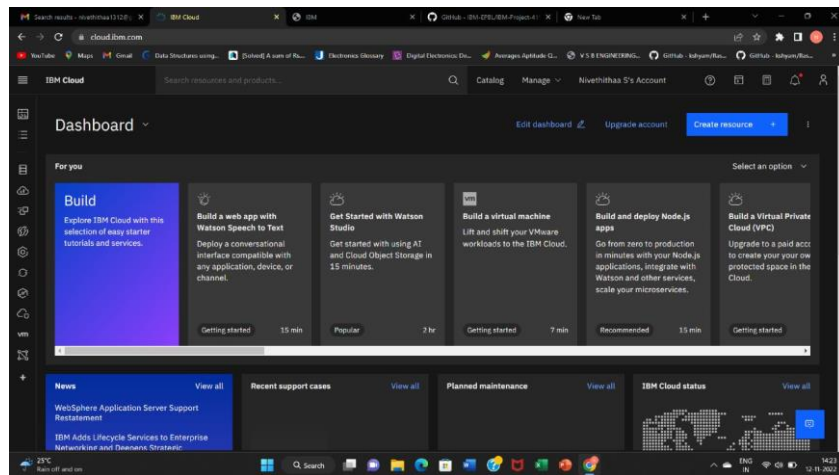 Search results - nivethithaa1312@g
IBM Cloud
IBM
GitHub - IBM-EPBL/IBM-Project-41
New Tab
cloud.ibm.com
YouTube
Maps
Gmail
Data Structures using...
[Solved] A sum of Rs...
Electronics Glossary
Digital Electronics: De...
Averages Aptitude Q...
V S B ENGINEERING...
GitHub - kshyam/Ras...
GitHub - kshyam/Ras...
IBM Cloud
Search resources and products...
Catalog
Manage
Nivethithaa S's Account
Dashboard
Edit dashboard
Upgrade account
Create resource +
For you
Select an option
Build
Explore IBM Cloud with this
selection of easy starter
tutorials and services.
Build a web app with
Watson Speech to Text
Deploy a conversational
interface compatible with
any application, device, or
channel.
Getting started 15 min
Get Started with Watson
Studio
Get started with using AI
and Cloud Object Storage in
15 minutes.
Popular 2 hr
vm
Build a virtual machine
Lift and shift your VMware
workloads to the IBM Cloud.
Getting started 7 min
Build and deploy Node.js
apps
Go from zero to production
in minutes with your Node.js
applications, integrate with
Watson and other services,
scale your microservices.
Recommended 15 min
Build a Virtual Private
Cloud (VPC)
Upgrade to a paid acco
to create your your own
protected space in the
Cloud.
Getting started
vm
News View all
WebSphere Application Server Support
Restatement
IBM Adds Lifecycle Services to Enterprise
Networking and Deepens Strategic
Recent support cases View all
Planned maintenance View all
IBM Cloud status View all
25°C
Rain off and on
Search
ENG
IN
14:23
12-11-2022